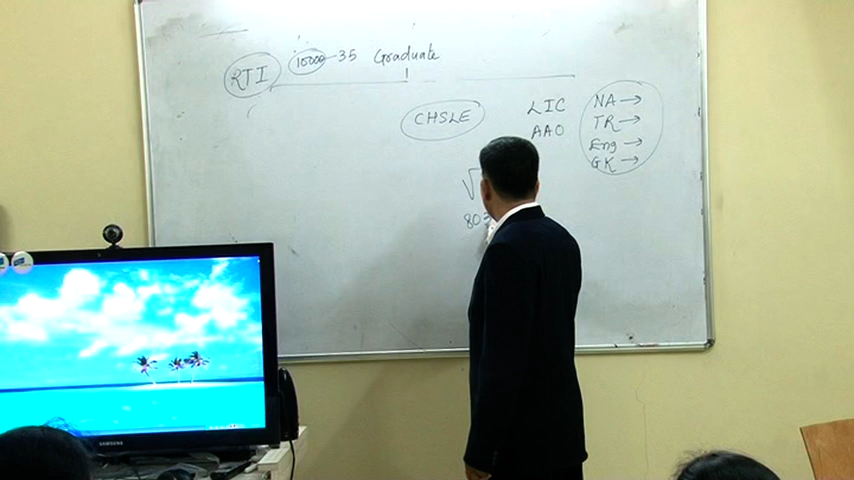 RTI 10000-35 Graduate
CHSLE
LIC
AAO
NA →
TR →
Eng →
GK →
√
803
SAMSUNG